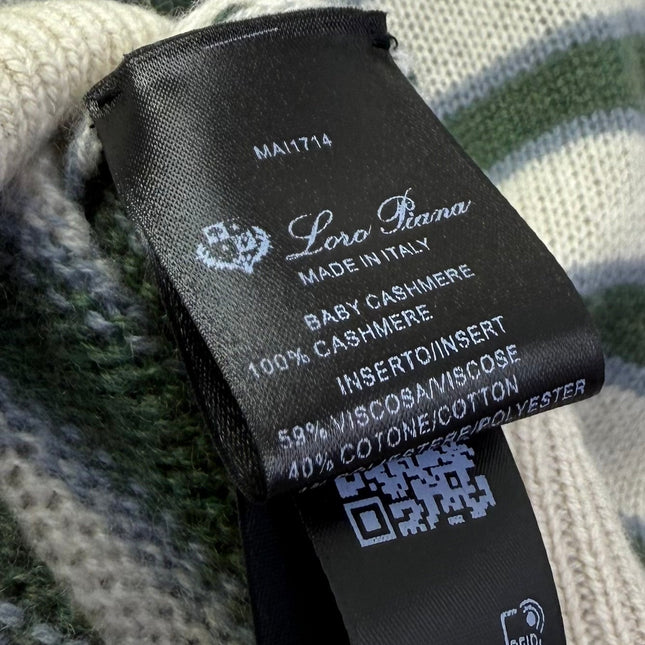 MAI1714
Loro Piana
MADE IN ITALY
BABY CASHMERE
100% CASHMERE
INSERTO/INSERT
59% VISCOSA/VISCOSE
40% COTONE/COTTON
POLYESTER
RFID